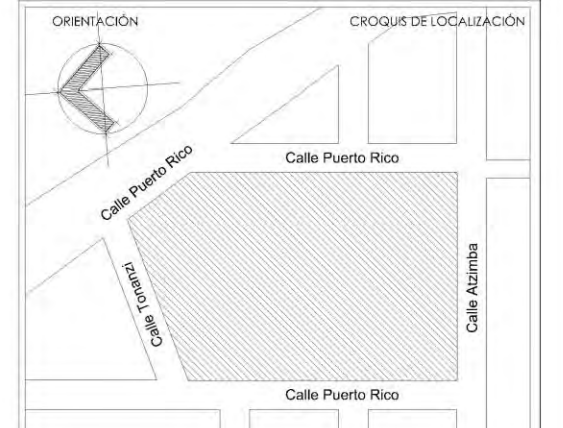 ORIENTACIÓN
CROQUIS DE LOCALIZACIÓN
Calle Puerto Rico
Calle Puerto Rico
Calle Tonanzi
Calle Atzimba
Calle Puerto Rico